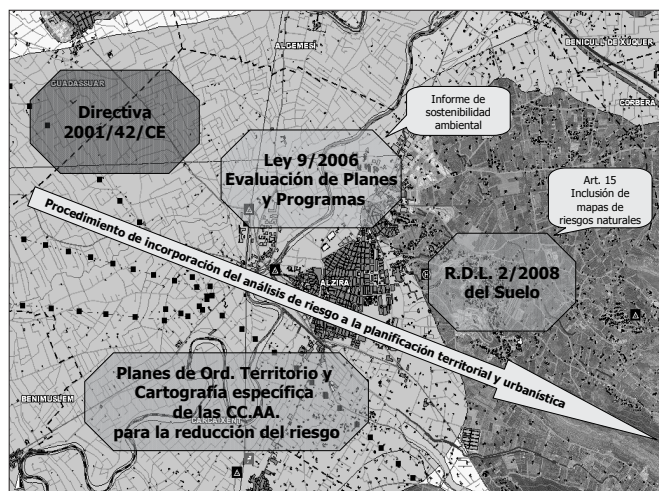 ALGEMESÍ
BENICULL DE XÚQUER
GUADASSUAR
CORBERA
Directiva
2001/42/CE
Informe de
sostenibilidad
ambiental
Ley 9/2006
Evaluación de Planes
y Programas
Art. 15
Inclusión de
mapas de
riesgos naturales
Procedimiento de incorporación del análisis de riesgo a la planificación territorial y urbanística
R.D.L. 2/2008
del Suelo
ALZIRA
Planes de Ord. Territorio y
Cartografía específica
de las CC.AA.
para la reducción del riesgo
BENIMUSLEM
CARCAIXENT